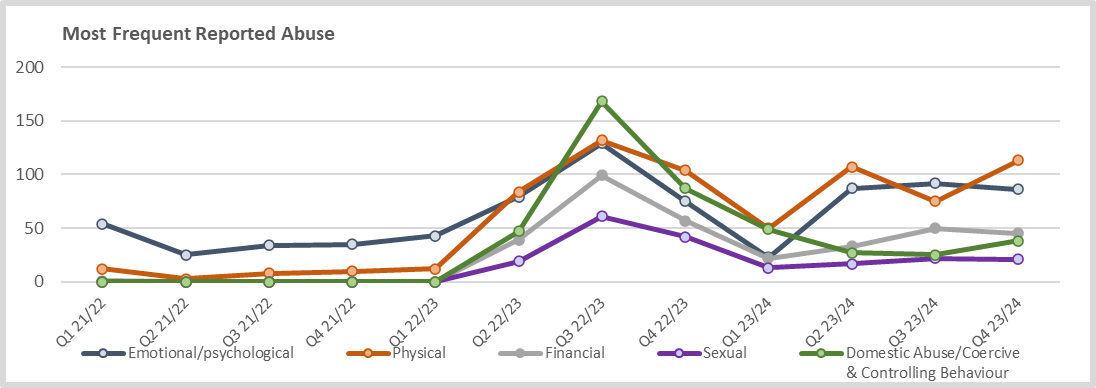 Most Frequent Reported Abuse
200
150
100
50
0
Q1 21/22
Q2 21/22
Q3 21/22
Q4 21/22
Q1 22/23
Q2 22/23
Q3 22/23
Q4 22/23
Q1 23/24
Q2 23/24
Q3 23/24
Q4 23/24
Emotional/psychological
Physical
Financial
Sexual
Domestic Abuse/Coercive
& Controlling Behaviour